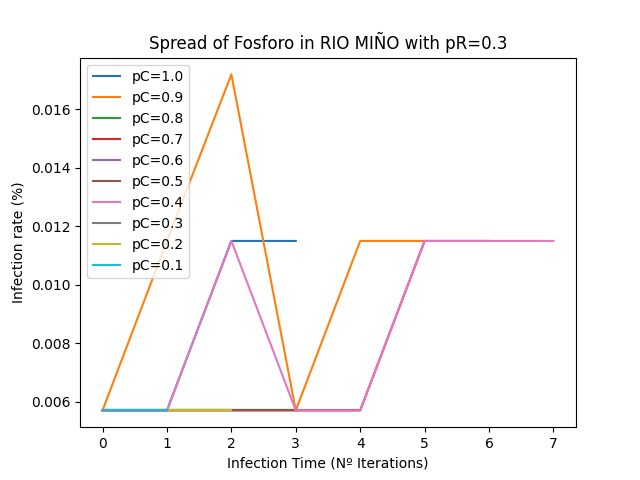 Spread of Fosforo in RIO MIÑO with pR=0.3
pC=1.0
pC=0.9
pC=0.8
pC=0.7
pC=0.6
pC=0.5
pC=0.4
pC=0.3
pC=0.2
pC=0.1
0.016
0.014
0.012
0.010
0.008
0.006
Infection rate (%)
0 1 2 3 4 5 6 7
Infection Time (Nº Iterations)